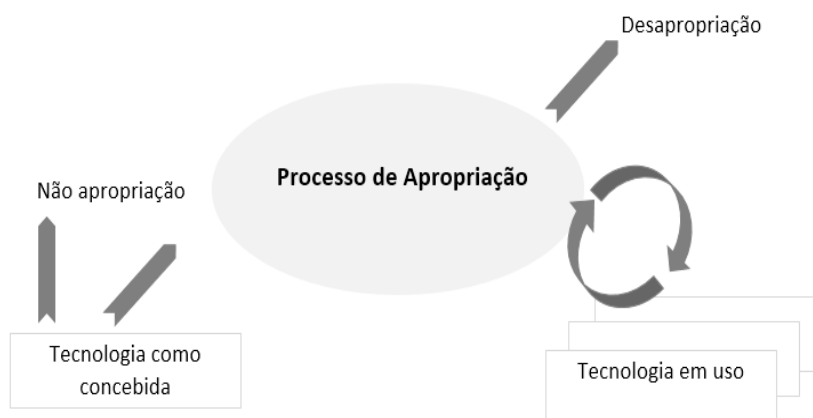 Desapropriação
Processo de Apropriação
Não apropriação
Tecnologia como
concebida
Tecnologia em uso